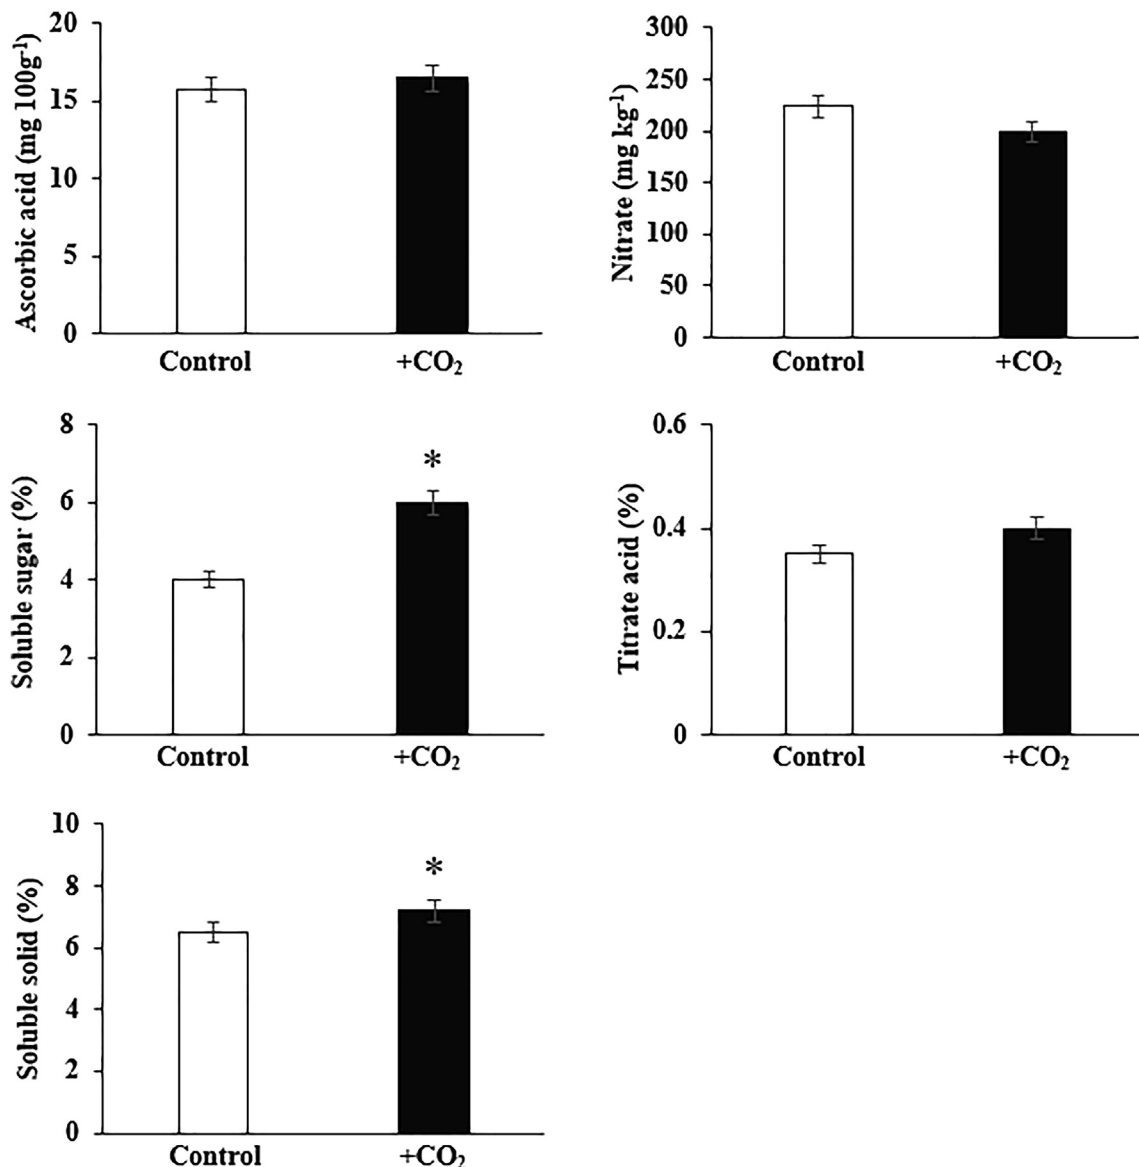 Ascorbic acid (mg 100g⁻¹)
20
15
10
5
0
Control
+CO₂
Nitrate (mg kg⁻¹)
300
250
200
150
100
50
0
Control
+CO₂
Soluble sugar (%)
8
6
4
2
0
*
Control
+CO₂
Titrate acid (%)
0.6
0.4
0.2
0
Control
+CO₂
Soluble solid (%)
10
8
6
4
2
0
*
Control
+CO₂